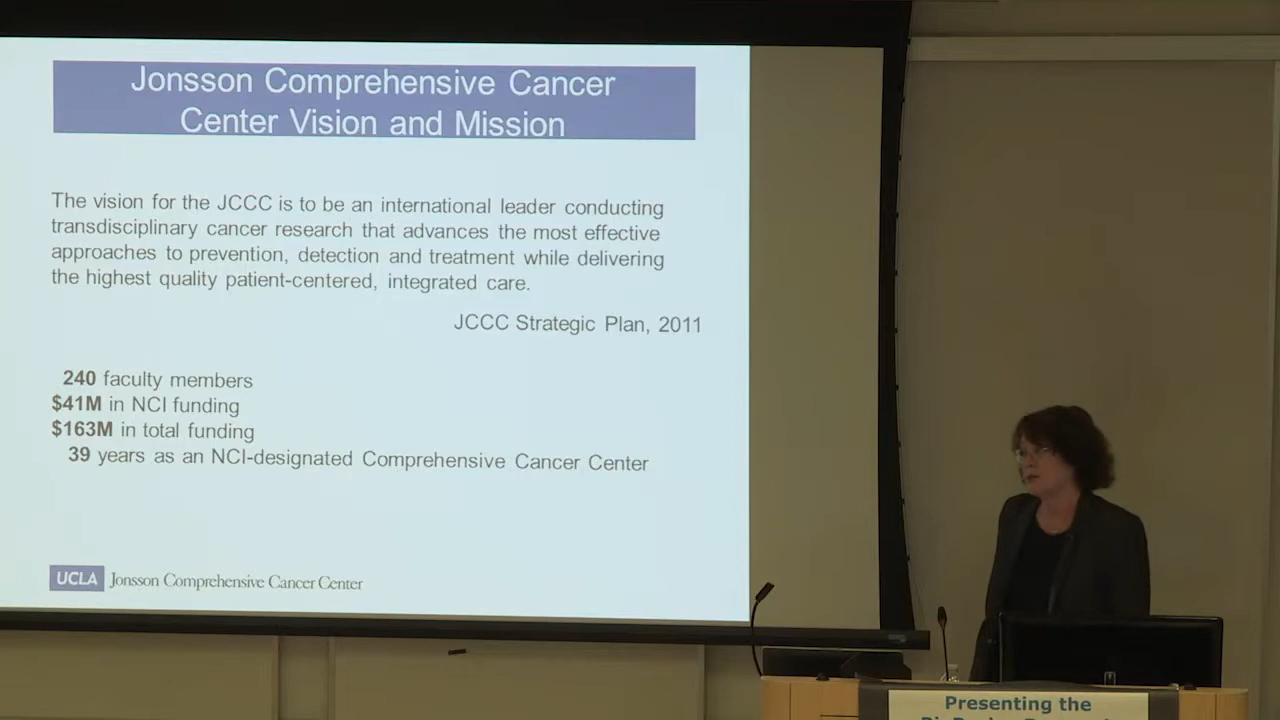 Jonsson Comprehensive Cancer
Center Vision and Mission
The vision for the JCCC is to be an international leader conducting
transdisciplinary cancer research that advances the most effective
approaches to prevention, detection and treatment while delivering
the highest quality patient-centered, integrated care.
JCCC Strategic Plan, 2011
240 faculty members
$41M in NCI funding
$163M in total funding
39 years as an NCI-designated Comprehensive Cancer Center
UCLA Jonsson Comprehensive Cancer Center
Presenting the